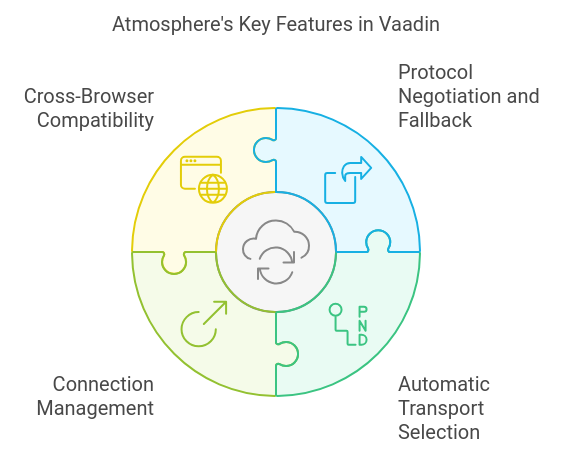 Atmosphere's Key Features in Vaadin
Cross-Browser
Compatibility
Protocol
Negotiation and
Fallback
P
N
D
Connection
Management
Automatic
Transport
Selection